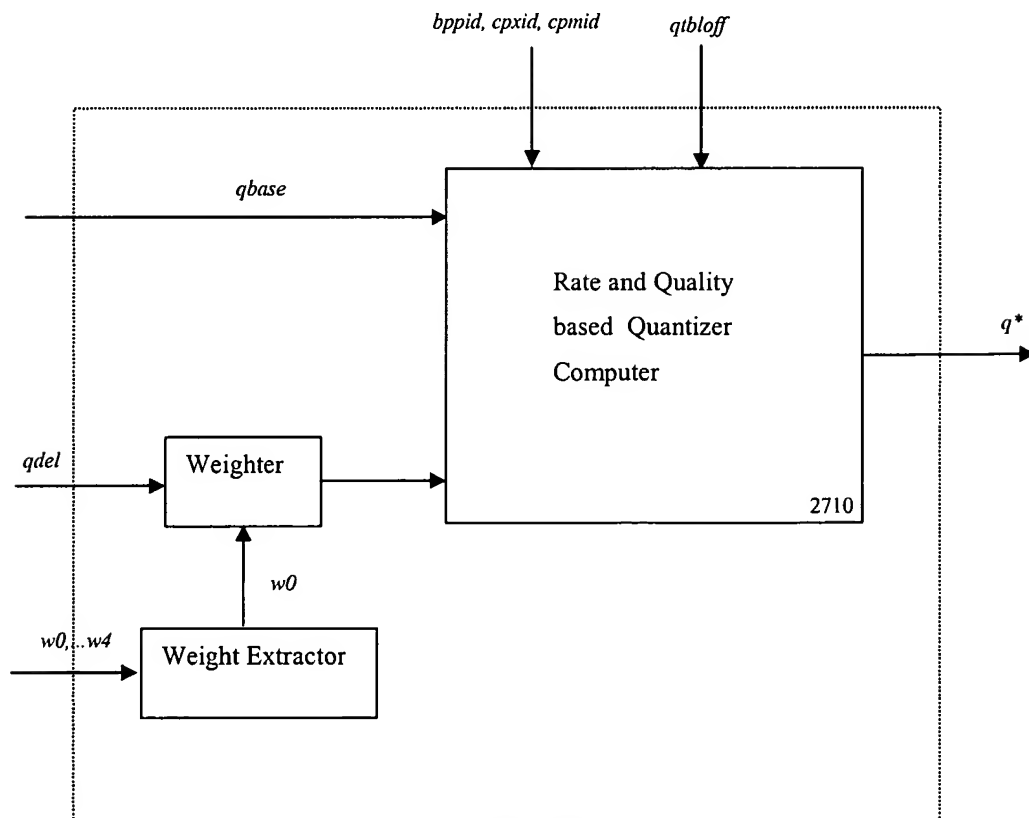 bppid, cpxid, cpmid
qtbloff
qbase
Rate and Quality
based Quantizer
Computer
q*
qdel
Weighter
2710
w0
w0,...w4
Weight Extractor